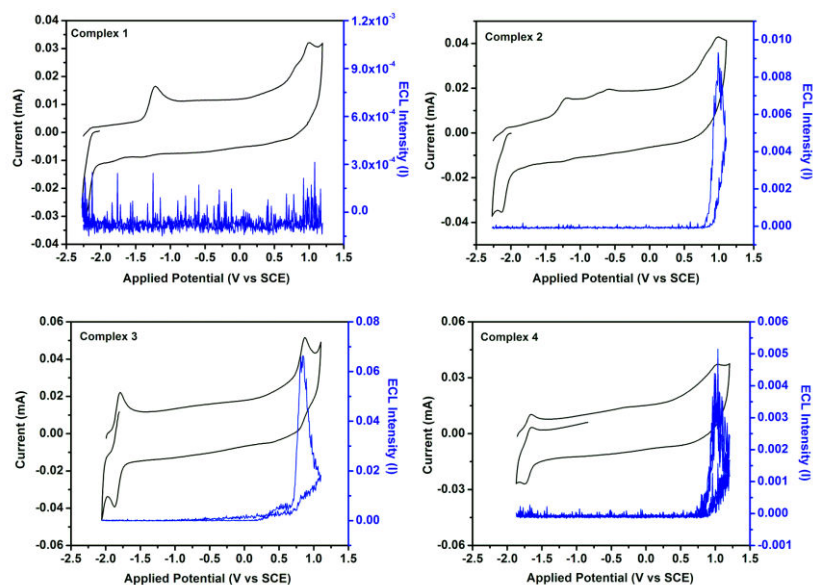 Complex 1
0.04
0.03
0.02
0.01
0.00
-0.01
-0.02
-0.03
-0.04
Current (mA)
1.2x10⁻³
9.0x10⁻⁴
6.0x10⁻⁴
3.0x10⁻⁴
0.0
ECL Intensity (I)
-2.5 -2.0 -1.5 -1.0 -0.5 0.0 0.5 1.0 1.5
Applied Potential (V vs SCE)
Complex 2
0.04
0.02
0.00
-0.02
-0.04
Current (mA)
0.010
0.008
0.006
0.004
0.002
0.000
ECL Intensity (I)
-2.5 -2.0 -1.5 -1.0 -0.5 0.0 0.5 1.0 1.5
Applied Potential (V vs SCE)
Complex 3
0.06
0.04
0.02
0.00
-0.02
-0.04
-0.06
Current (mA)
0.08
0.06
0.04
0.02
0.00
ECL Intensity (I)
-2.5 -2.0 -1.5 -1.0 -0.5 0.0 0.5 1.0 1.5
Applied Potential (V vs SCE)
Complex 4
0.06
0.03
0.00
-0.03
-0.06
Current (mA)
0.006
0.005
0.004
0.003
0.002
0.001
0.000
-0.001
ECL Intensity (I)
-2.5 -2.0 -1.5 -1.0 -0.5 0.0 0.5 1.0 1.5
Applied Potential (V vs SCE)